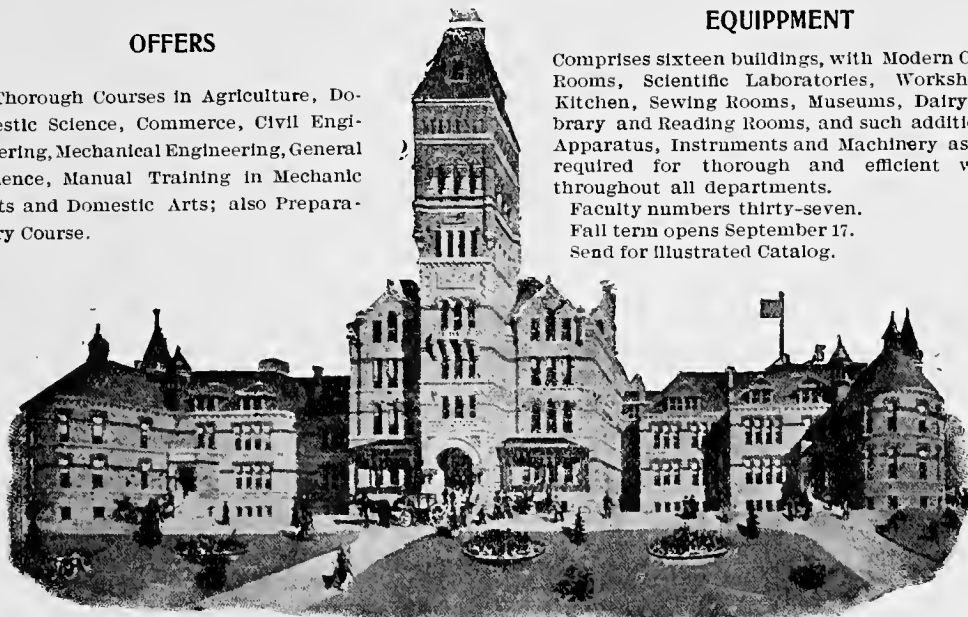 OFFERS
Thorough Courses in Agriculture, Do-
estic Science, Commerce, Civil Engi-
ering, Mechanical Engineering, General
ience, Manual Training in Mechanic
ts and Domestic Arts; also Prepara-
ry Course.
EQUIPPMENT
Comprises sixteen buildings, with Modern C
Rooms, Scientific Laboratories, Worksh
Kitchen, Sewing Rooms, Museums, Dairy
brary and Reading Rooms, and such additio
Apparatus, Instruments and Machinery as
required for thorough and efficient w
throughout all departments.
Faculty numbers thirty-seven.
Fall term opens September 17.
Send for Illustrated Catalog.